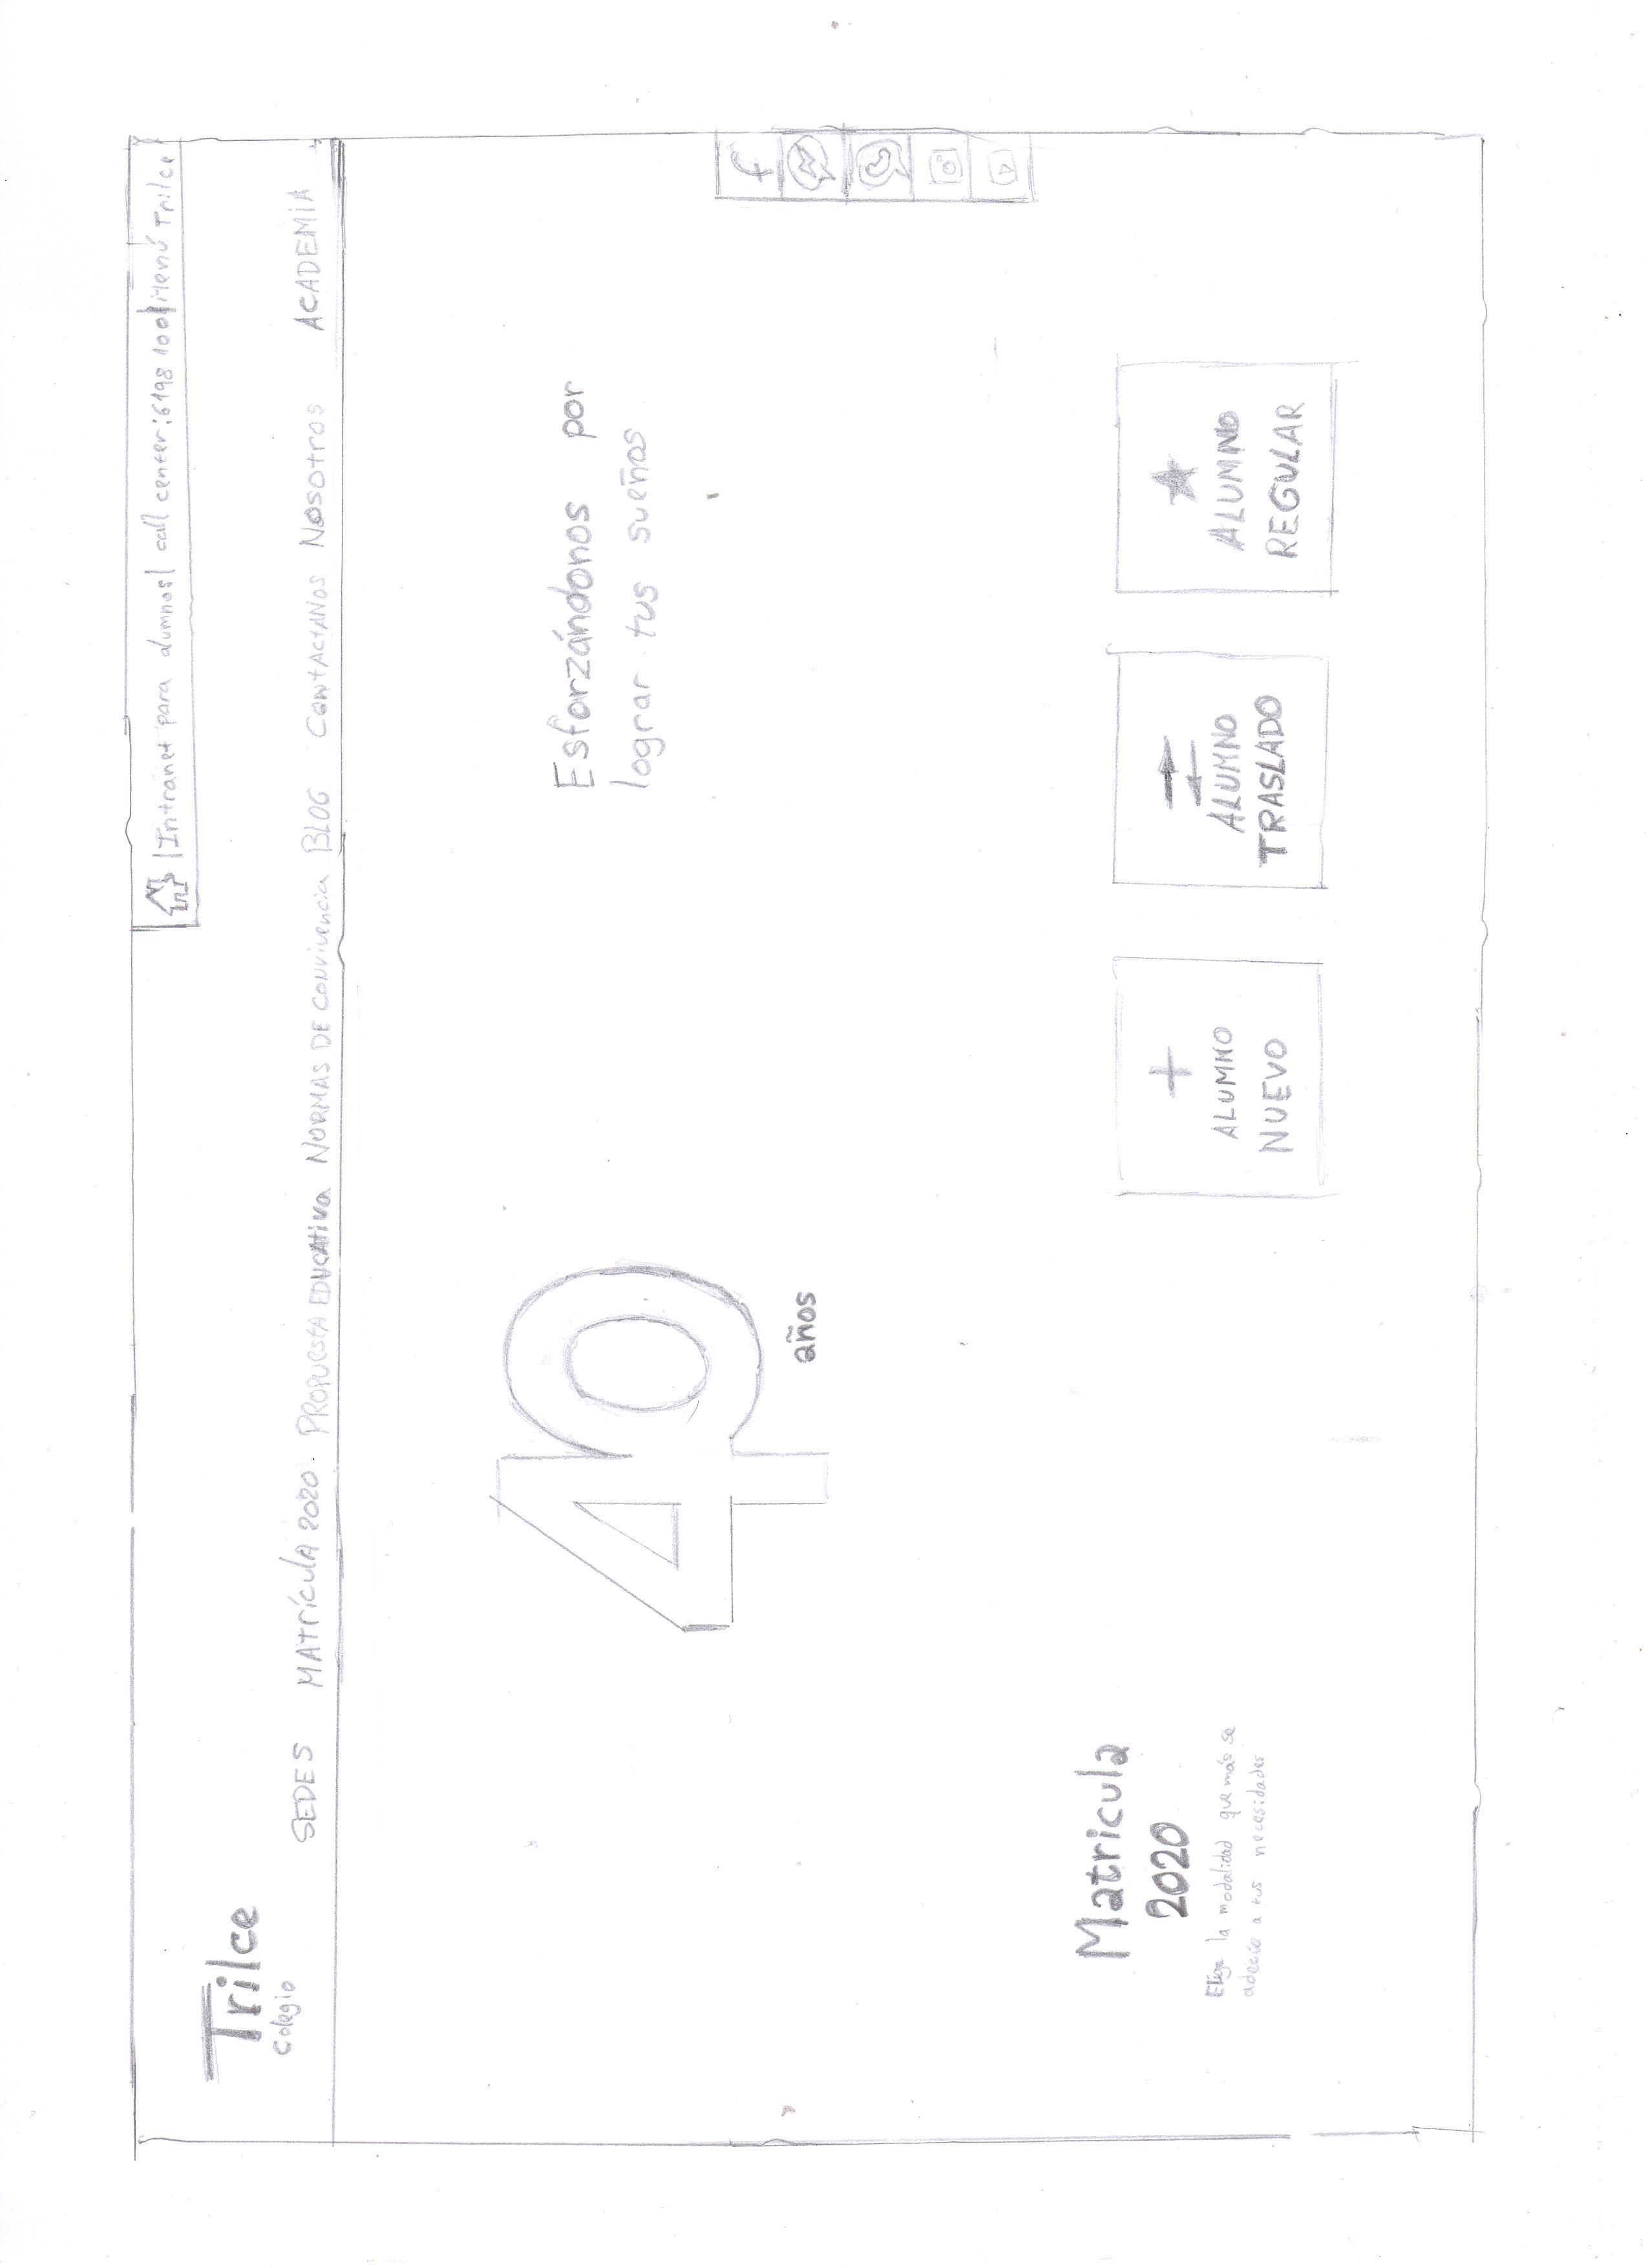 |Intranet para alumnos| call center:6198 100|Menú Trilce
Trilce
Colegio
SEDES MAtrícula 2020 PROPUEStA EDUCAtiva NORMAS DE Convivencia BLOG ContActANos Nosotros ACADEMIA
40
años
Esforzándonos por
lograr tus sueños
f
Matricula
2020
Elige la modalidad que más se
adecúe a tus necesidades
ALUMNO
NUEVO
ALUMNO
TRASLADO
ALUMNO
REGULAR